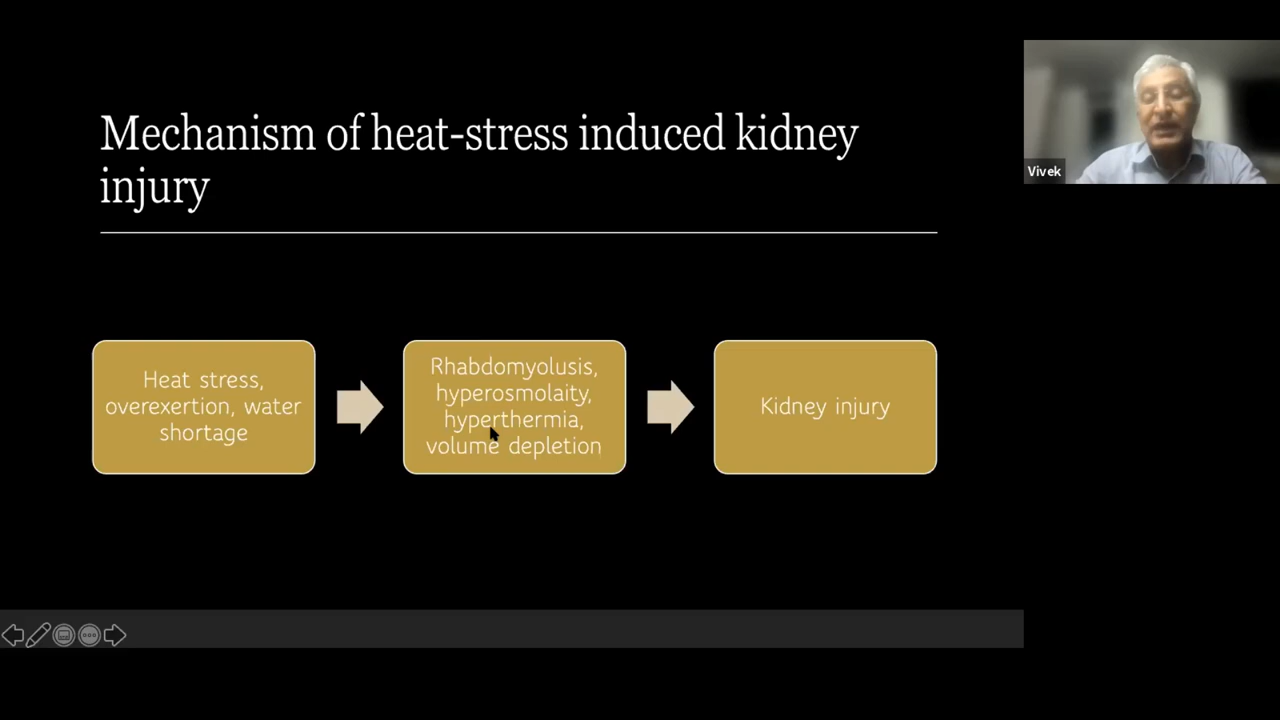 Mechanism of heat-stress induced kidney
injury
Vivek
Heat stress,
overexertion, water
shortage
Rhabdomyolusis,
hyperosmolaity,
hyperthermia,
volume depletion
Kidney injury